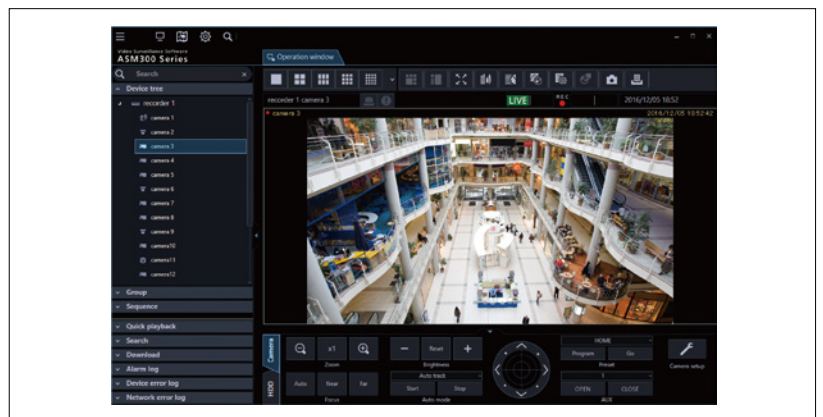 Video Surveillance Software
ASM300 Series
Operation window
Search
Device tree
recorder 1
camera 1
camera 2
camera 3
camera 4
camera 5
camera 6
camera 7
camera 8
camera 9
camera10
camera11
camera12
Group
Sequence
Quick playback
Search
Download
Alarm log
Device error log
Network error log
recorder 1 camera 3
LIVE
REC
2016/12/05 18:52
camera 3
2016/12/05 18:52:42
Camera
HDD
x1
Zoom
Auto Near Far
Focus
Reset
Brightness
Auto track
Start Stop
Auto mode
HOME
Program Go
Preset
1
OPEN CLOSE
AUX
Camera setup